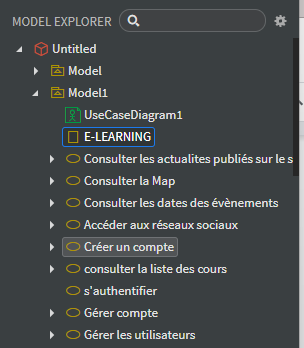 MODEL EXPLORER
Untitled
Model
Model1
UseCaseDiagram1
E-LEARNING
Consulter les actualites publiés sur le s
Consulter la Map
Consulter les dates des évènements
Accéder aux réseaux sociaux
Créer un compte
consulter la liste des cours
s'authentifier
Gérer compte
Gérer les utilisateurs